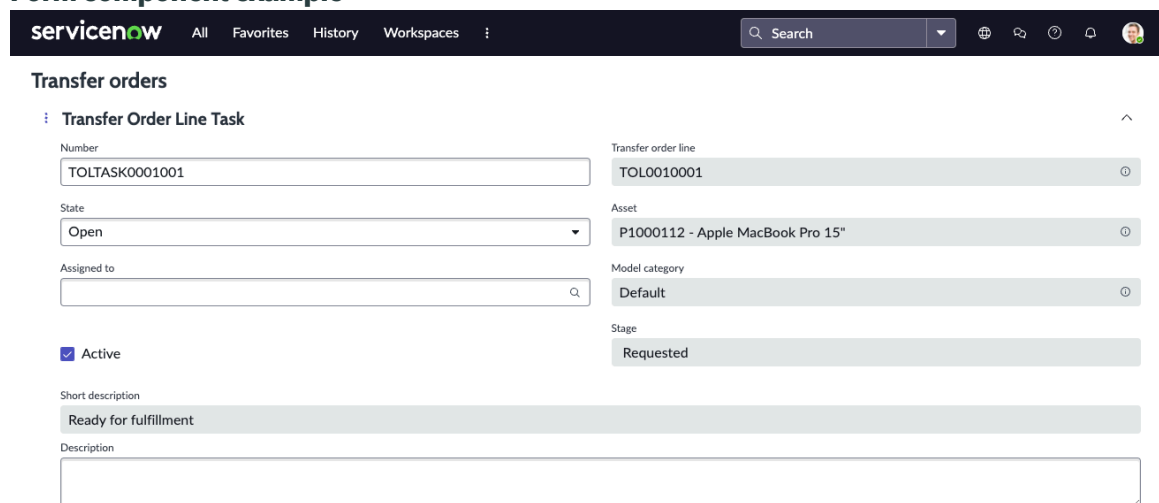 Form component example
servicenow All Favorites History Workspaces Search
Transfer orders
Transfer Order Line Task
Number
TOLTASK0001001
Transfer order line
TOL0010001
State
Open
Asset
P1000112 - Apple MacBook Pro 15"
Assigned to
Model category
Default
Active
Stage
Requested
Short description
Ready for fulfillment
Description